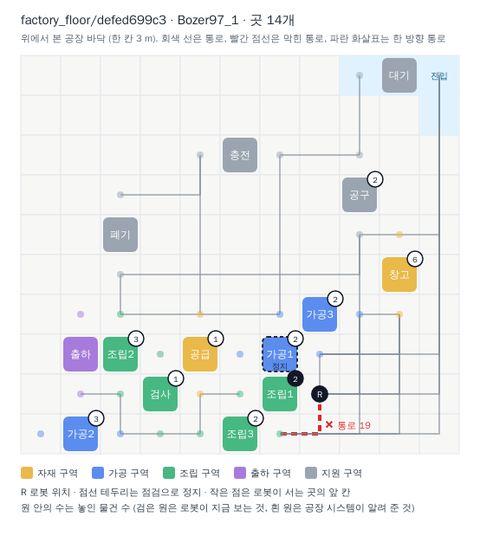 factory_floor/defed699c3 · Bozer97_1 · 곳 14개
위에서 본 공장 바닥 (한 칸 3 m). 회색 선은 통로, 빨간 점선은 막힌 통로, 파란 화살표는 한 방향 통로
대기
진입
충전
공구
2
폐기
창고
6
가공3
2
출하
조립2
3
공급
1
가공1
2
정지
검사
1
조립1
2
R
가공2
3
조립3
2
× 통로 19
자재 구역
가공 구역
조립 구역
출하 구역
지원 구역
R 로봇 위치 · 점선 테두리는 점검으로 정지 · 작은 점은 로봇이 서는 곳의 앞 칸
원 안의 수는 놓인 물건 수 (검은 원은 로봇이 지금 보는 것, 흰 원은 공장 시스템이 알려 준 것)